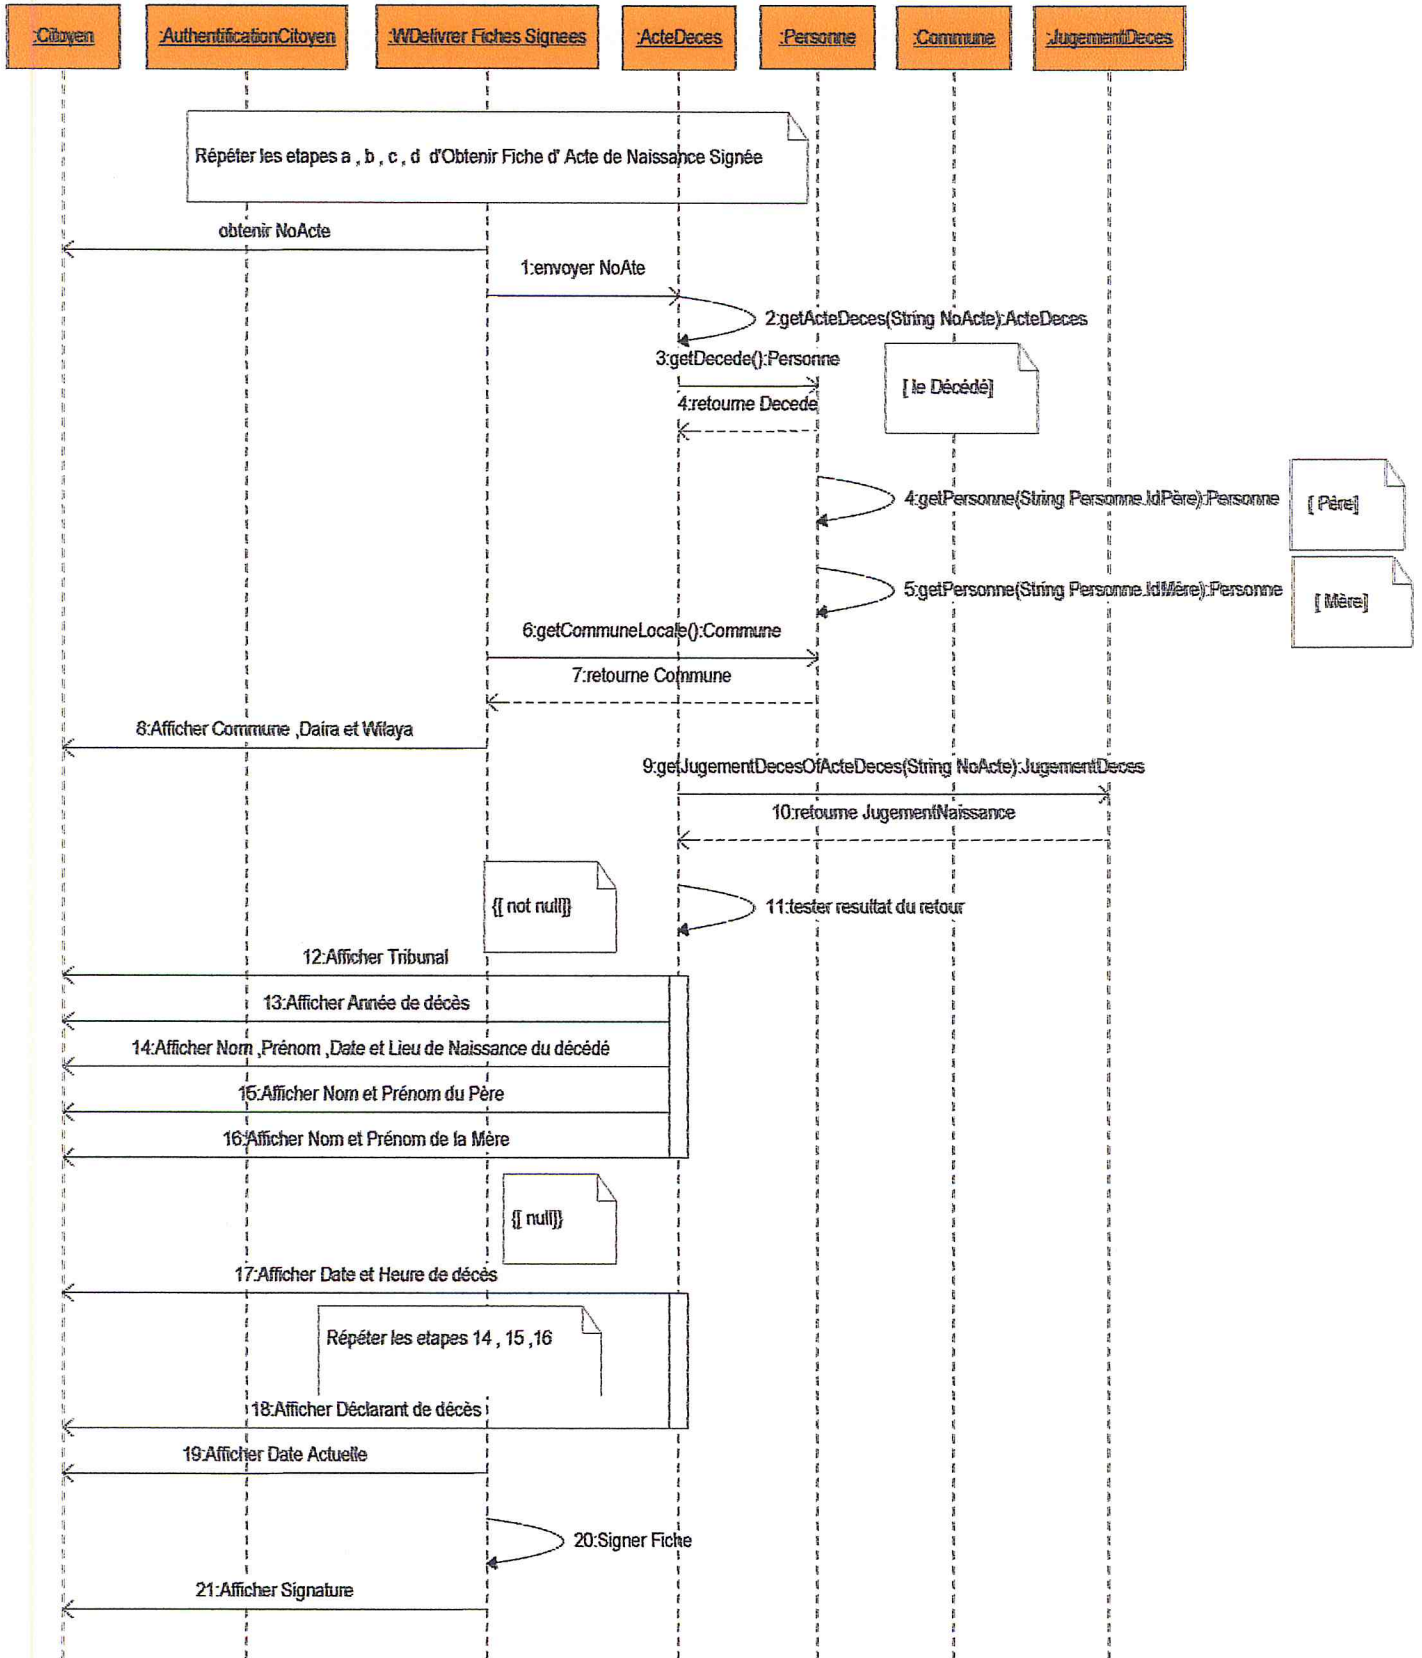 :Citoyen :AuthentificationCitoyen :WDelivrer Fiches Signees :ActeDeces :Personne :Commune :JugementDeces
Répéter les etapes a , b , c , d d'Obtenir Fiche d' Acte de Naissance Signée
obtenir NoActe
1:envoyer NoAte
2:getActeDeces(String NoActe):ActeDeces
3:getDecede():Personne
[ le Décédé]
4:retourne Decede
4:getPersonne(String Personne.IdPère):Personne
[ Père]
5:getPersonne(String Personne.IdMère):Personne
[ Mère]
6:getCommuneLocale():Commune
7:retourne Commune
8:Afficher Commune ,Daira et Wilaya
9:getJugementDecesOfActeDeces(String NoActe):JugementDeces
10:retourne JugementNaissance
{[ not null]}
11:tester resultat du retour
12:Afficher Tribunal
13:Afficher Année de décès
14:Afficher Nom ,Prénom ,Date et Lieu de Naissance du décédé
15:Afficher Nom et Prénom du Père
16:Afficher Nom et Prénom de la Mère
{[ null]}
17:Afficher Date et Heure de décès
Répéter les etapes 14 , 15 ,16
18:Afficher Déclarant de décès
19:Afficher Date Actuelle
20:Signer Fiche
21:Afficher Signature